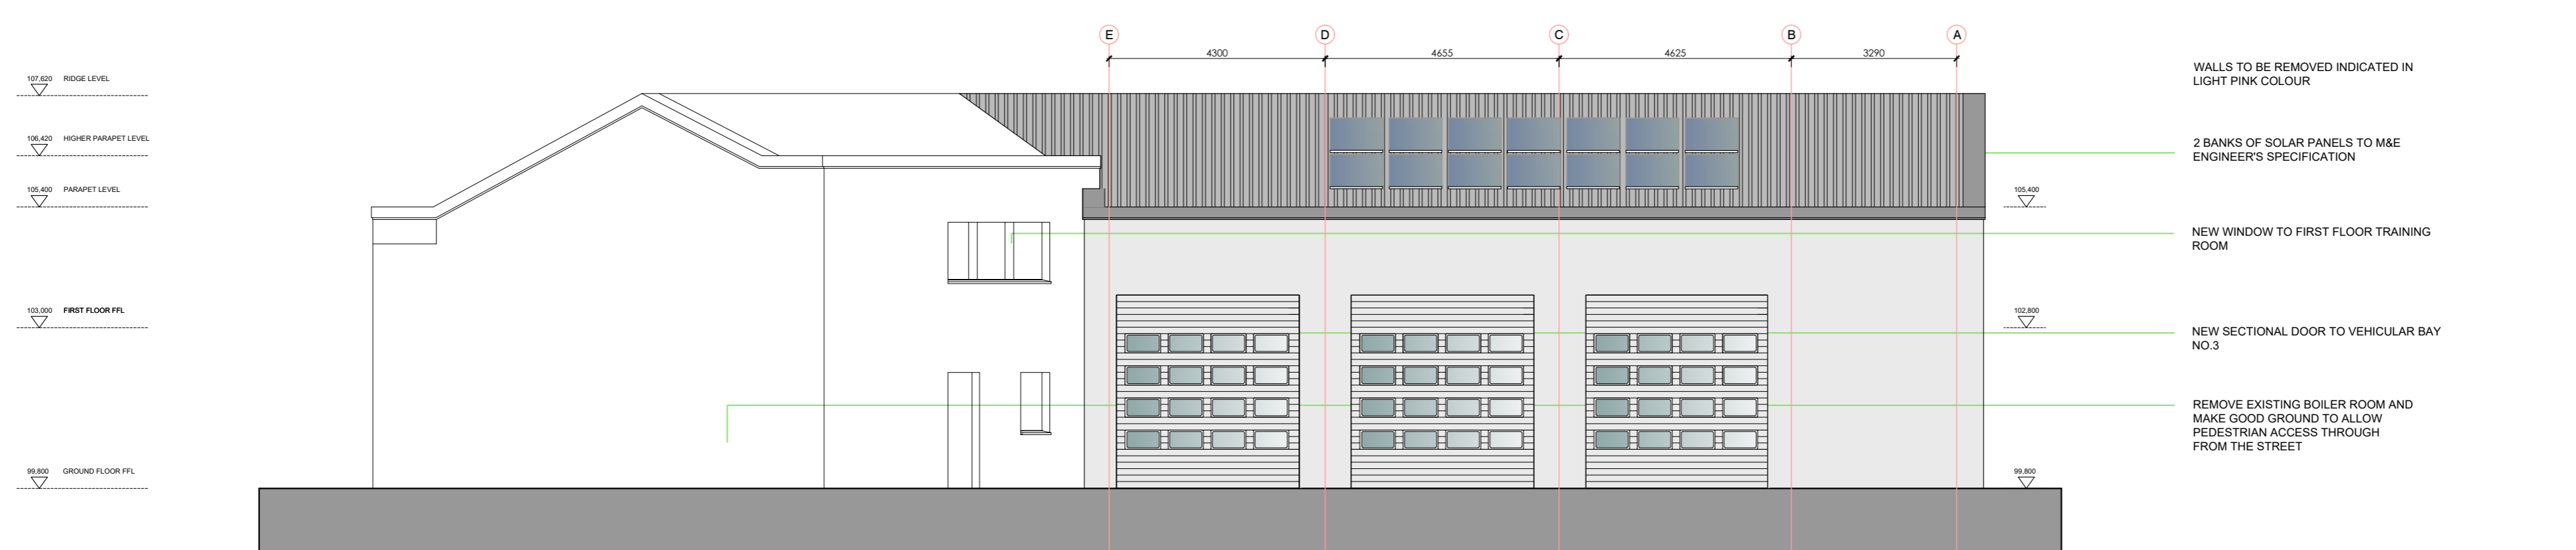 E
D
C
B
A
4300
4655
4625
3290
107,620 RIDGE LEVEL
106,420 HIGHER PARAPET LEVEL
105,400 PARAPET LEVEL
103,000 FIRST FLOOR FFL
99,800 GROUND FLOOR FFL
105,400
102,800
99,800
WALLS TO BE REMOVED INDICATED IN
LIGHT PINK COLOUR
2 BANKS OF SOLAR PANELS TO M&E
ENGINEER'S SPECIFICATION
NEW WINDOW TO FIRST FLOOR TRAINING
ROOM
NEW SECTIONAL DOOR TO VEHICULAR BAY
NO.3
REMOVE EXISTING BOILER ROOM AND
MAKE GOOD GROUND TO ALLOW
PEDESTRIAN ACCESS THROUGH
FROM THE STREET